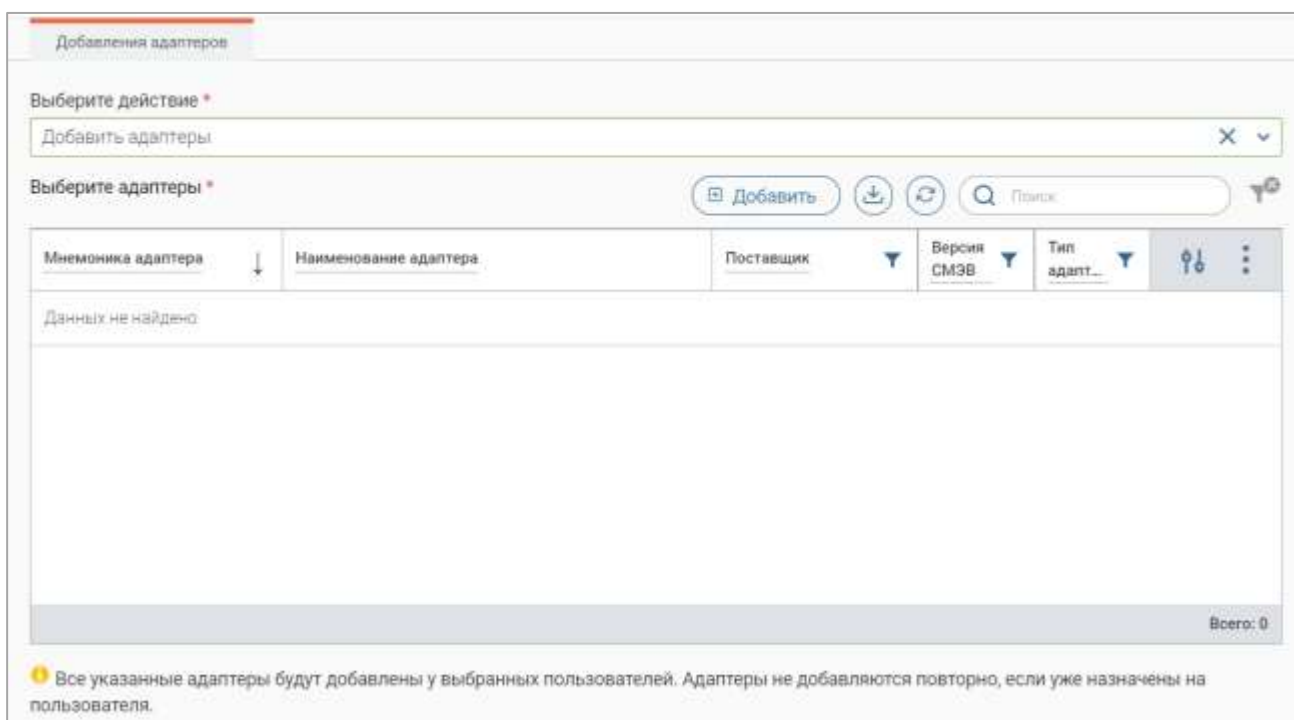 Добавления адаптеров
Выберите действие *
Добавить адаптеры
Выберите адаптеры *
Добавить
Поиск
Мнемоника адаптера
Наименование адаптера
Поставщик
Версия СМЭВ
Тип адапт...
Данных не найдено
Всего: 0
Все указанные адаптеры будут добавлены у выбранных пользователей. Адаптеры не добавляются повторно, если уже назначены на
пользователя.